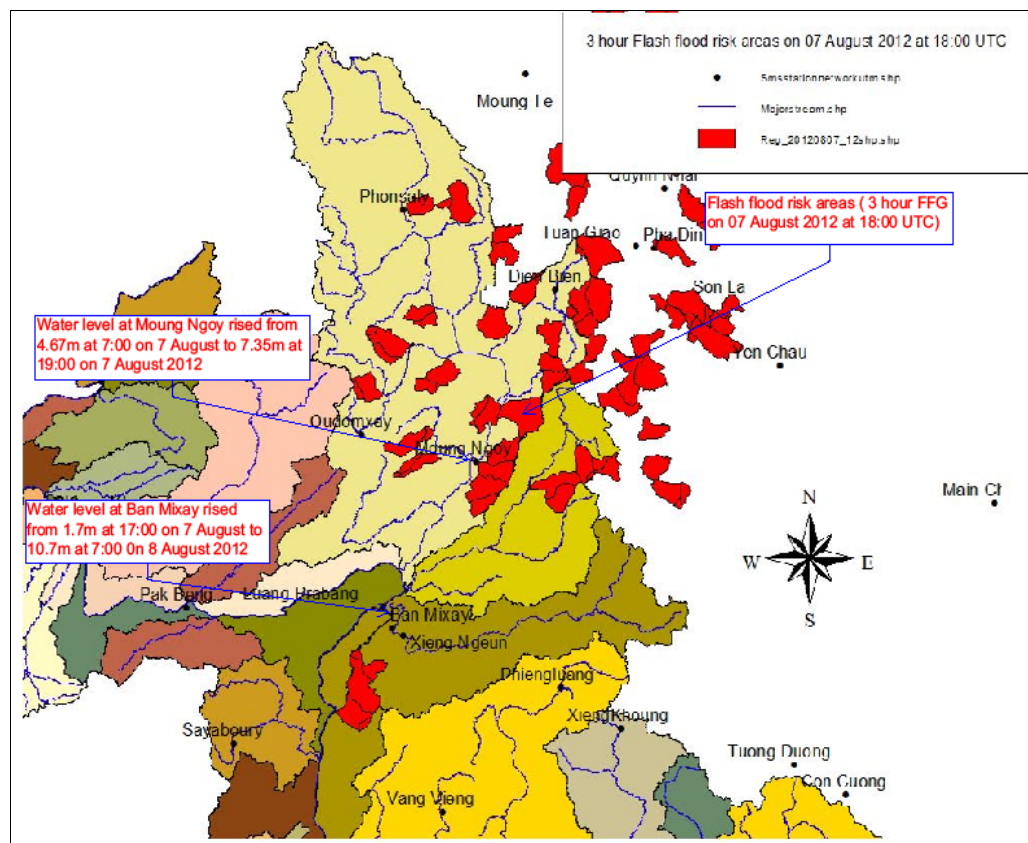 3 hour Flash flood risk areas on 07 August 2012 at 18:00 UTC
Smsstationnetworkutm.shp
Majorstream.shp
Reg_20120807_12shp.shp
Moung Te
Phonsaly
Flash flood risk areas ( 3 hour FFG
on 07 August 2012 at 18:00 UTC)
Tuan Giao
Pha Din
Dien Bien
Son La
Water level at Moung Ngoy rised from
4.67m at 7:00 on 7 August to 7.35m at
19:00 on 7 August 2012
Yen Chau
Oudomxay
Moung Ngoy
Main Ch
N
W
E
S
Water level at Ban Mixay rised
from 1.7m at 17:00 on 7 August to
10.7m at 7:00 0n 8 August 2012
Pak Beng
Luang Prabang
Ban Mixay
Xieng Ngeun
Phiengluang
Sayaboury
XiengKhoung
Tuong Duong
Con Cuong
Vang Vieng